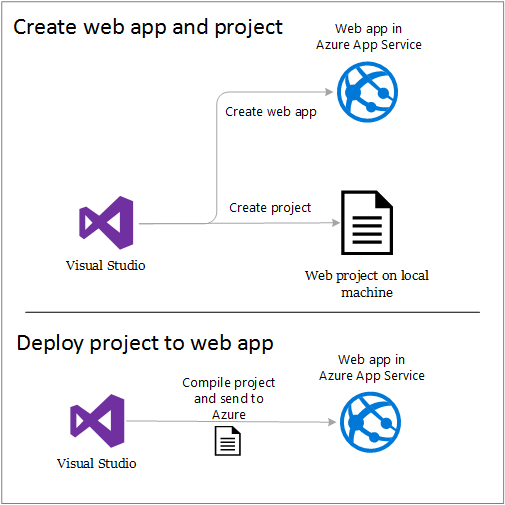 Create web app and project
Web app in
Azure App Service
Create web app
Create project
Visual Studio
Web project on local
machine
Deploy project to web app
Web app in
Azure App Service
Compile project
and send to
Azure
Visual Studio